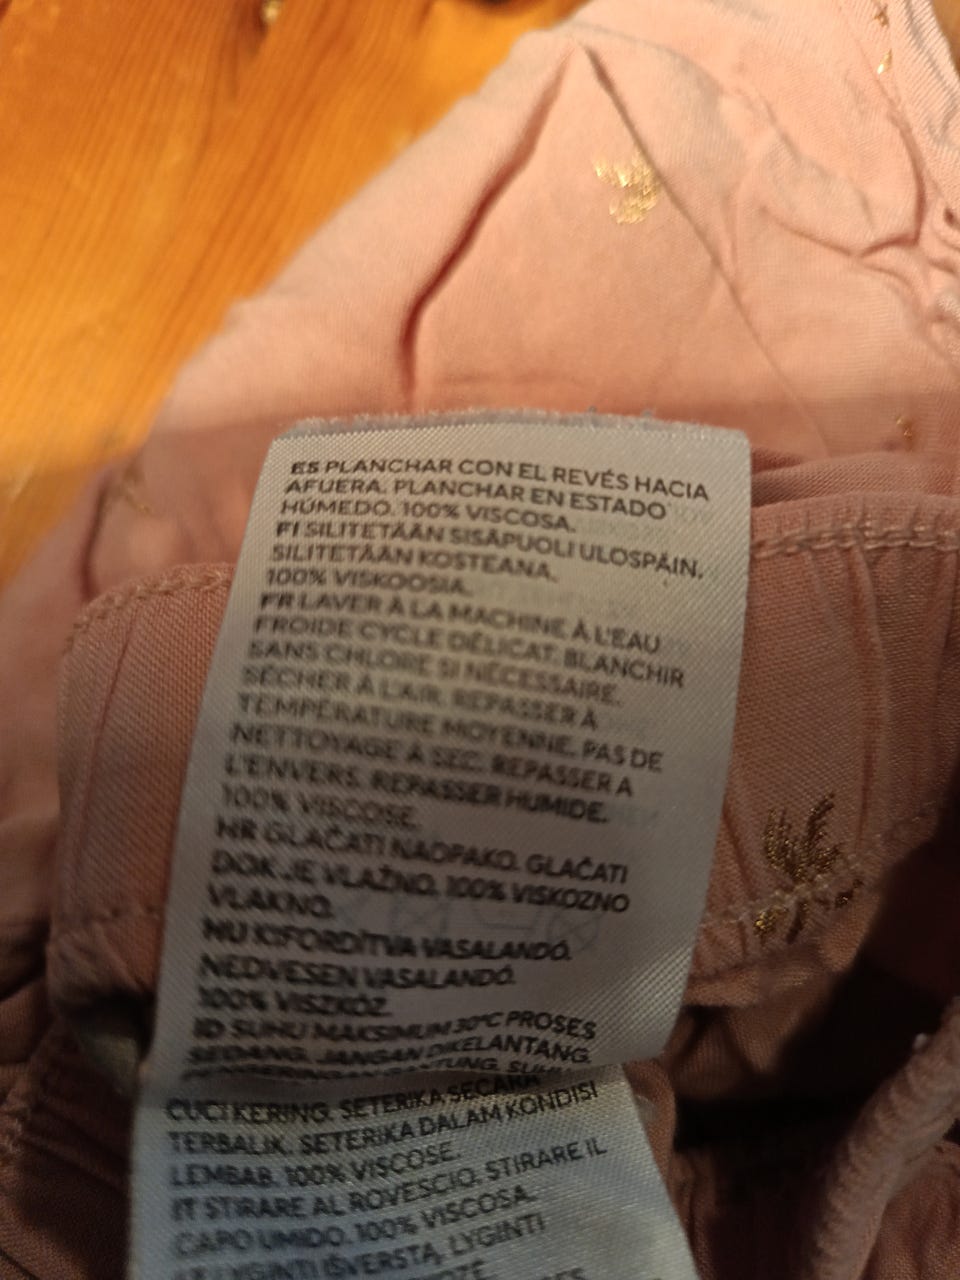 ES PLANCHAR CON EL REVÉS HACIA
AFUERA. PLANCHAR EN ESTADO
HÚMEDO. 100% VISCOSA.
FI SILITETÄÄN SISÄPUOLI ULOSPÄIN.
SILITETÄÄN KOSTEANA.
100% VISKOOSIA.
FR LAVER À LA MACHINE À L'EAU
FROIDE CYCLE DÉLICAT. BLANCHIR
SANS CHLORE SI NÉCESSAIRE.
SÉCHER À L'AIR. REPASSER À
TEMPÉRATURE MOYENNE. PAS DE
NETTOYAGE À SEC. REPASSER A
L'ENVERS. REPASSER HUMIDE.
100% VISCOSE.
HR GLAČATI NAOPAKO. GLAČATI
DOK JE VLAŽNO. 100% VISKOZNO
VLAKNO.
HU KIFORDÍTVA VASALANDÓ.
NEDVESEN VASALANDÓ.
100% VISZKÓZ.
ID SUHU MAKSIMUM 30°C PROSES
SEDANG. JANGAN DIKELANTANG.
CUCI KERING. SETERIKA SECARA
TERBALIK. SETERIKA DALAM KONDISI
LEMBAB. 100% VISCOSE.
IT STIRARE AL ROVESCIO. STIRARE IL
CAPO UMIDO. 100% VISCOSA.
LYGINTI IŠVERSTĄ. LYGINTI